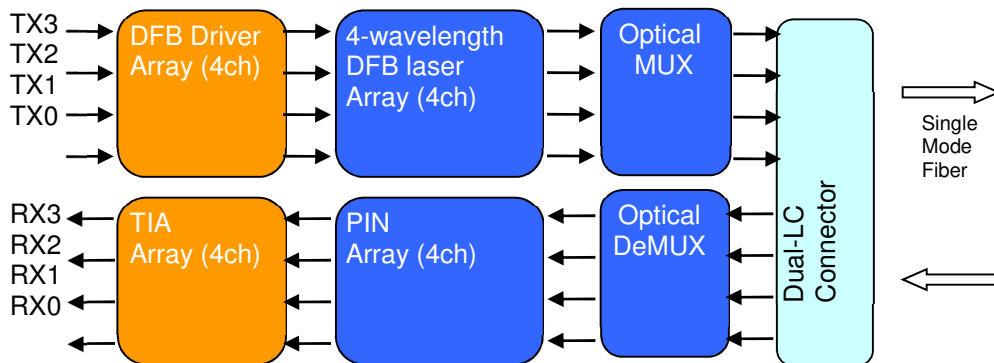 TX3
TX2
TX1
TX0
DFB Driver
Array (4ch)
4-wavelength
DFB laser
Array (4ch)
Optical
MUX
Single
Mode
Fiber
RX3
RX2
RX1
RX0
TIA
Array (4ch)
PIN
Array (4ch)
Optical
DeMUX
Dual-LC
Connector